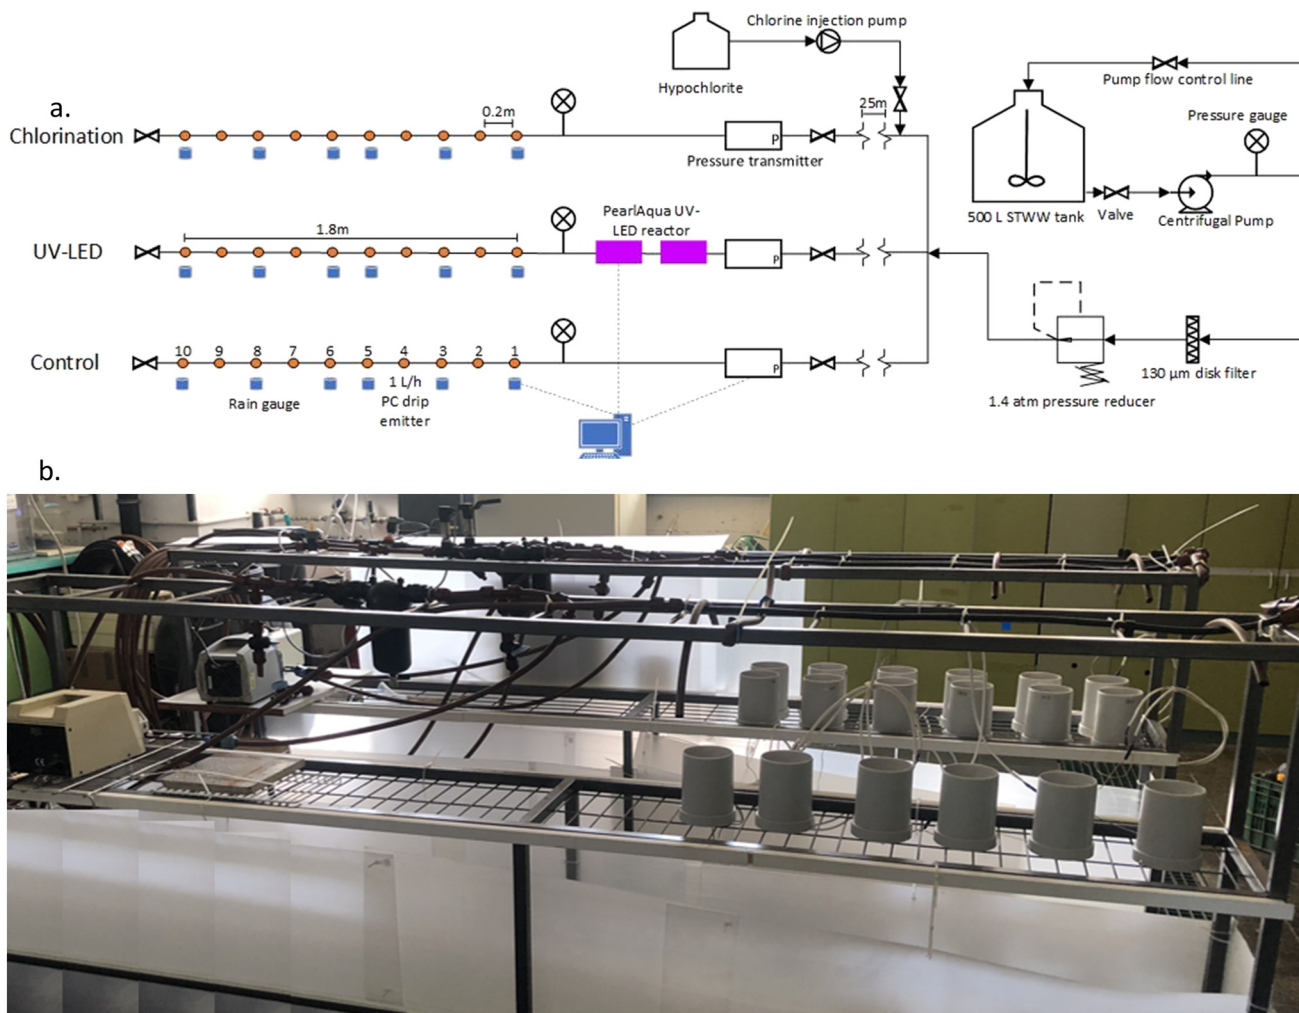 a.
Chlorine injection pump
Hypochlorite
25m
Pump flow control line
Pressure gauge
0.2m
Chlorination
P
Pressure transmitter
500 L STWW tank
Valve
Centrifugal Pump
PearlAqua UV-
LED reactor
1.8m
UV-LED
P
10 9 8 7 6 5 4 3 2 1
Control
P
1 L/h
PC drip
emitter
Rain gauge
130 µm disk filter
1.4 atm pressure reducer
b.